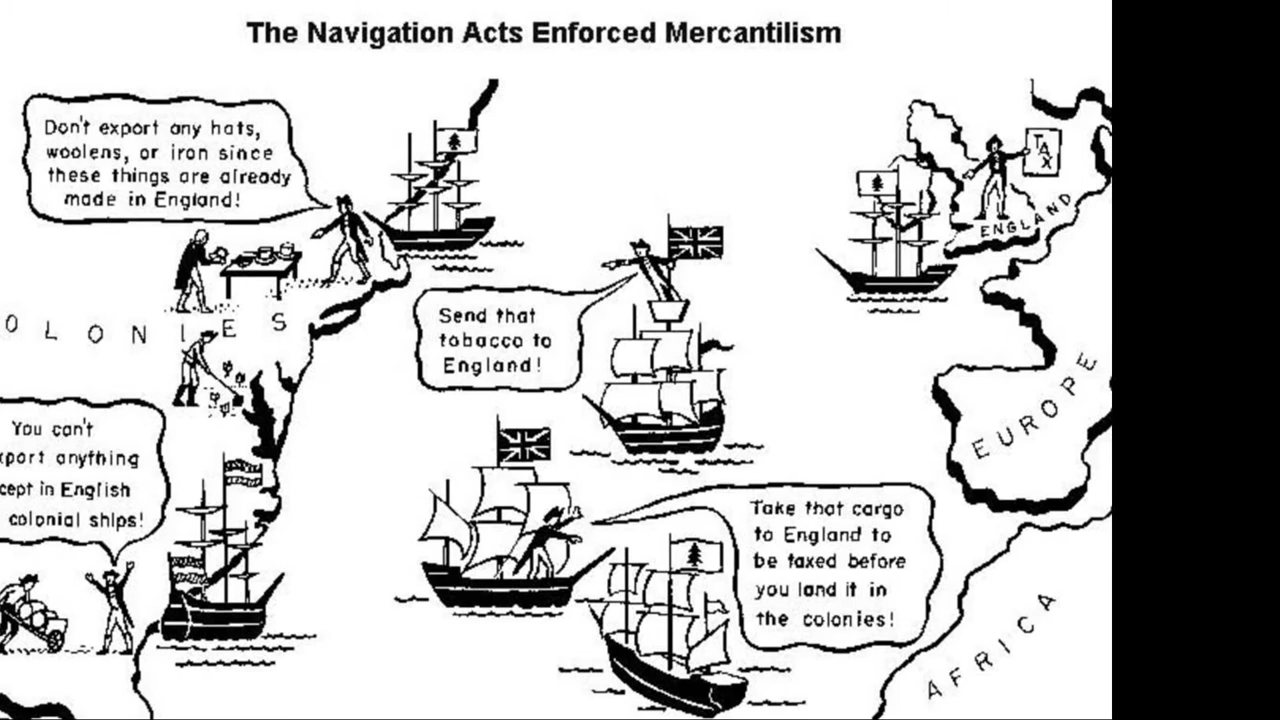 The Navigation Acts Enforced Mercantilism
Don't export any hats,
woolens, or iron since
these things are already
made in England!
TAX
ENGLAND
Send that
tobacco to
England!
OLONIES
EUROPE
You can't
xport anything
cept in English
colonial ships!
Take that cargo
to England to
be taxed before
you land it in
the colonies!
AFRICA